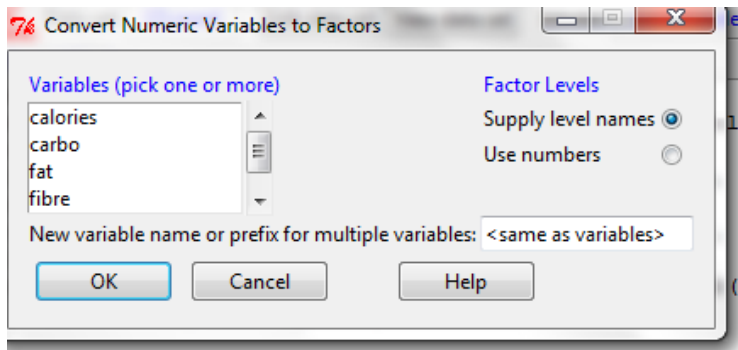 Convert Numeric Variables to Factors
Variables (pick one or more)
calories
carbo
fat
fibre
Factor Levels
Supply level names
Use numbers
New variable name or prefix for multiple variables: <same as variables>
OK Cancel Help